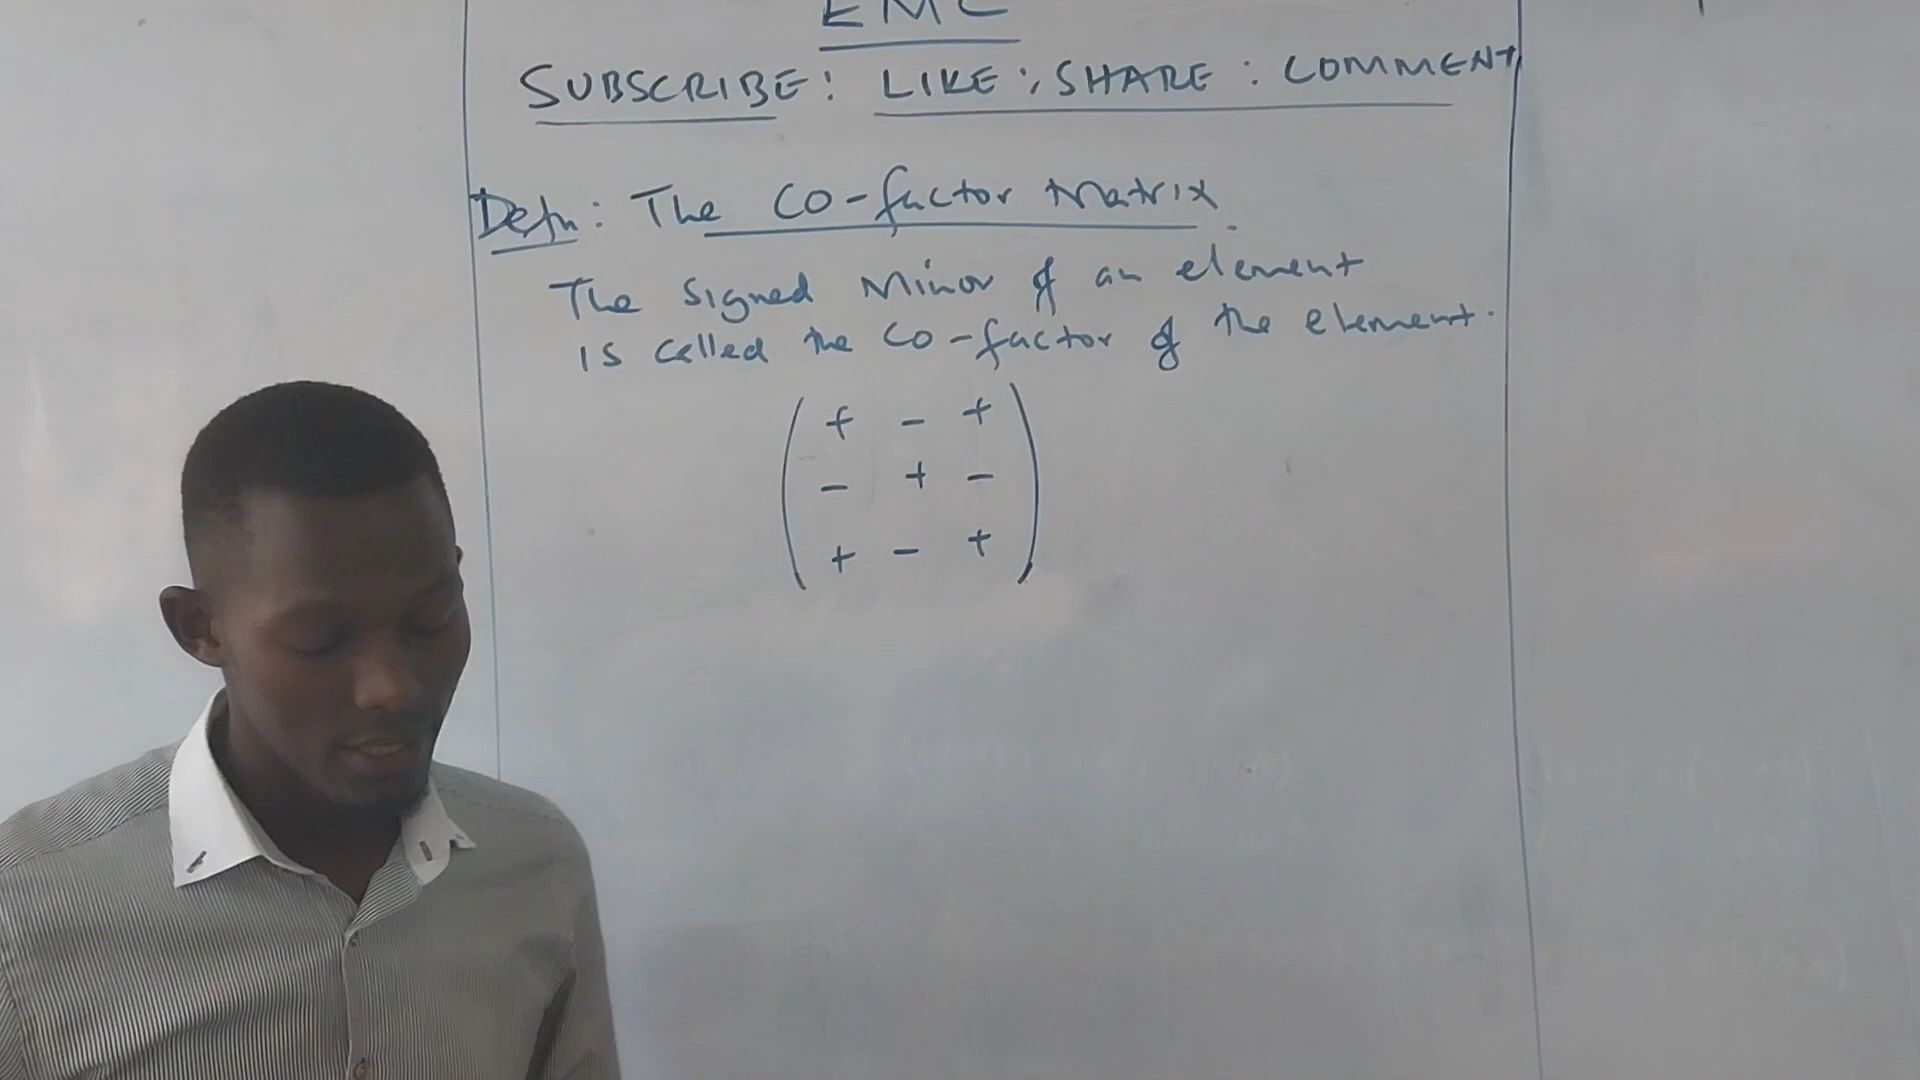 EMC
SUBSCRIBE: LIKE: SHARE: COMMENT
Defn: The Co-factor Matrix.
The signed Minor of an element
is called the co-factor of the element.
+ - +
- + -
+ - +